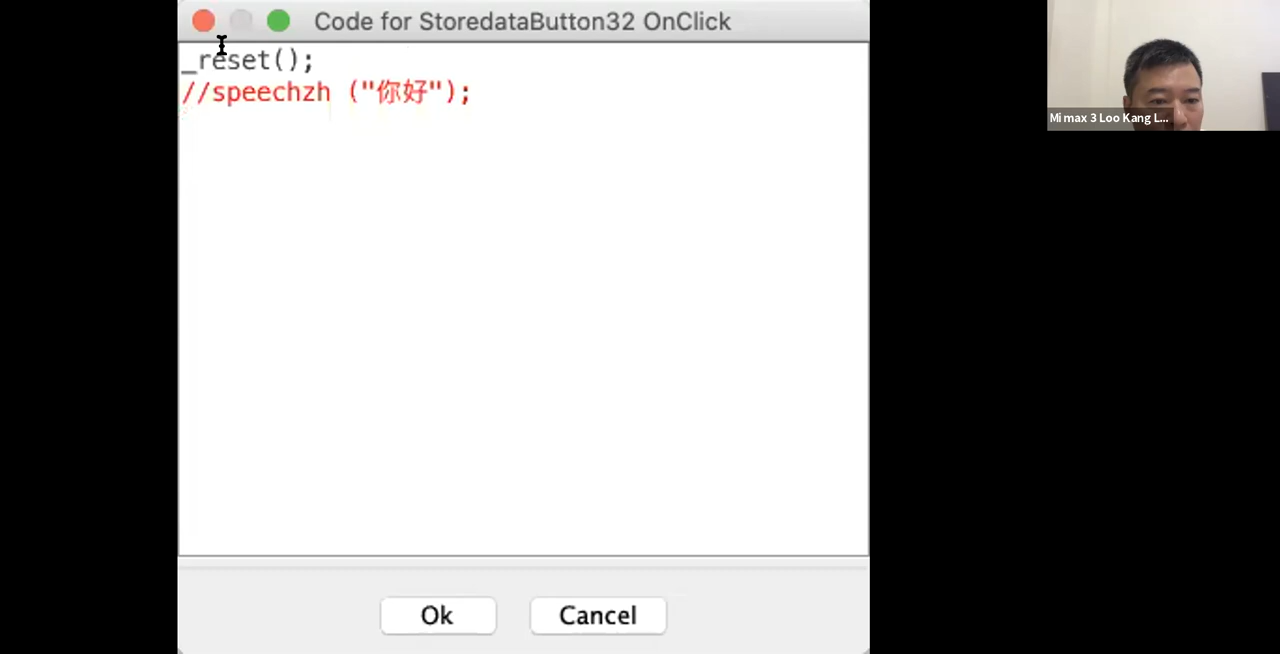 Code for StoredataButton32 OnClick
_reset();
//speechzh ("你好");
Ok
Cancel
Mi max 3 Loo Kang L...